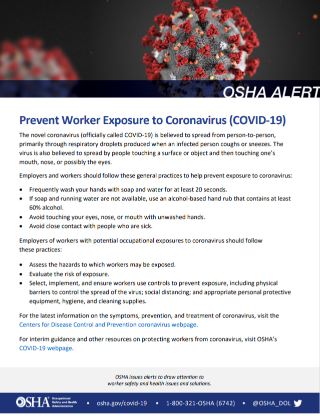 OSHA ALERT
Prevent Worker Exposure to Coronavirus (COVID-19)
The novel coronavirus (officially called COVID-19) is believed to spread from person-to-person,
primarily through respiratory droplets produced when an infected person coughs or sneezes. The
virus is also believed to spread by people touching a surface or object and then touching one's
mouth, nose, or possibly the eyes.
Employers and workers should follow these general practices to help prevent exposure to coronavirus:
• Frequently wash your hands with soap and water for at least 20 seconds.
• If soap and running water are not available, use an alcohol-based hand rub that contains at least
60% alcohol.
• Avoid touching your eyes, nose, or mouth with unwashed hands.
• Avoid close contact with people who are sick.
Employers of workers with potential occupational exposures to coronavirus should follow
these practices:
• Assess the hazards to which workers may be exposed.
• Evaluate the risk of exposure.
• Select, implement, and ensure workers use controls to prevent exposure, including physical
barriers to control the spread of the virus; social distancing; and appropriate personal protective
equipment, hygiene, and cleaning supplies.
For the latest information on the symptoms, prevention, and treatment of coronavirus, visit the
Centers for Disease Control and Prevention coronavirus webpage.
For interim guidance and other resources on protecting workers from coronavirus, visit OSHA's
COVID-19 webpage.
OSHA issues alerts to draw attention to
worker safety and health issues and solutions.
OSHA Occupational Safety and Health Administration • osha.gov/covid-19 • 1-800-321-OSHA (6742) • @OSHA_DOL